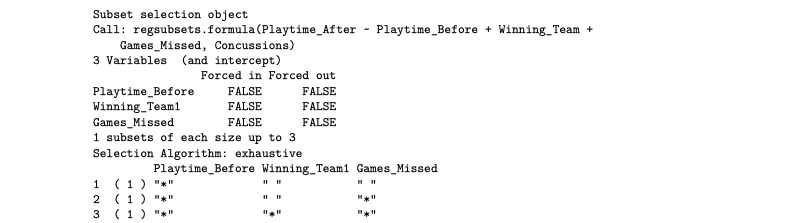 Subset selection object
Call: regsubsets.formula(Playtime_After ~ Playtime_Before + Winning_Team +
    Games_Missed, Concussions)
3 Variables  (and intercept)
                Forced in Forced out
Playtime_Before     FALSE      FALSE
Winning_Team1       FALSE      FALSE
Games_Missed        FALSE      FALSE
1 subsets of each size up to 3
Selection Algorithm: exhaustive
         Playtime_Before Winning_Team1 Games_Missed
1  ( 1 ) "*"             " "           " "
2  ( 1 ) "*"             " "           "*"
3  ( 1 ) "*"             "*"           "*"